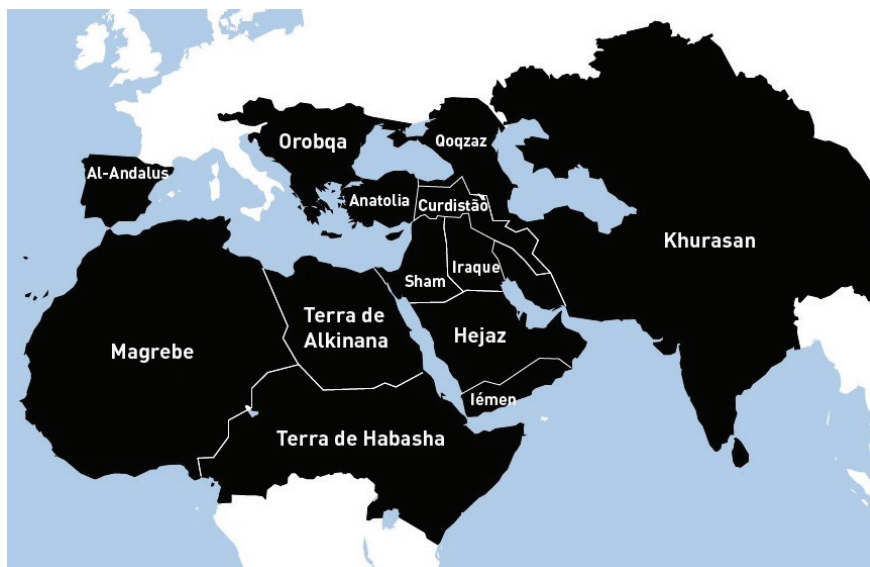 Orobqa
Qoqzaz
Al-Andalus
Anatolia
Curdistão
Khurasan
Sham
Iraque
Terra de
Alkinana
Hejaz
Magrebe
Iémen
Terra de Habasha